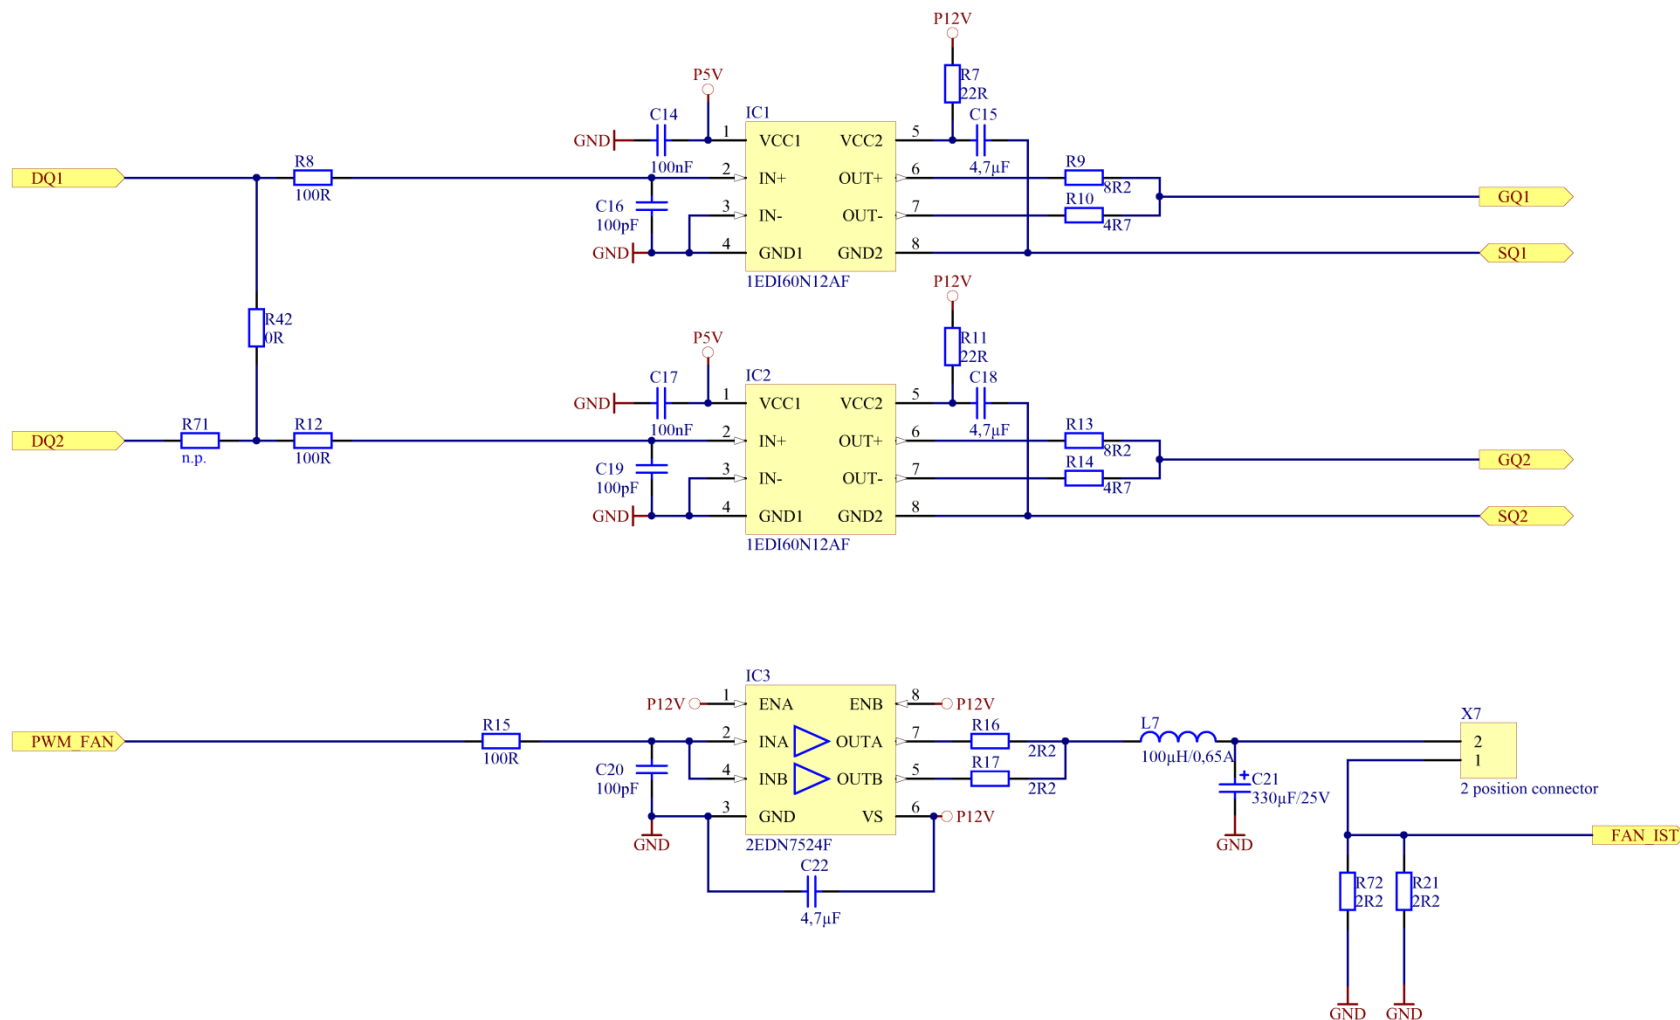 P12V
R7
22R
P5V
C14
IC1
C15
GND
1
VCC1
VCC2
5
100nF
4,7µF
DQ1
R8
100R
2
IN+
OUT+
6
R9
8R2
C16
100pF
3
IN-
OUT-
7
R10
4R7
GQ1
GND
4
GND1
GND2
8
SQ1
1EDI60N12AF
P12V
R42
0R
R11
22R
P5V
C17
IC2
C18
GND
1
VCC1
VCC2
5
100nF
4,7µF
DQ2
R71
n.p.
R12
100R
2
IN+
OUT+
6
R13
8R2
C19
100pF
3
IN-
OUT-
7
R14
4R7
GQ2
GND
4
GND1
GND2
8
SQ2
1EDI60N12AF
IC3
P12V
1
ENA
ENB
8
P12V
PWM_FAN
R15
100R
2
INA
OUTA
7
R16
2R2
L7
100µH/0,65A
X7
2
1
2 position connector
C20
100pF
4
INB
OUTB
5
R17
2R2
C21
330µF/25V
GND
3
GND
VS
6
P12V
GND
2EDN7524F
C22
4,7µF
FAN_IST
R72
2R2
R21
2R2
GND
GND